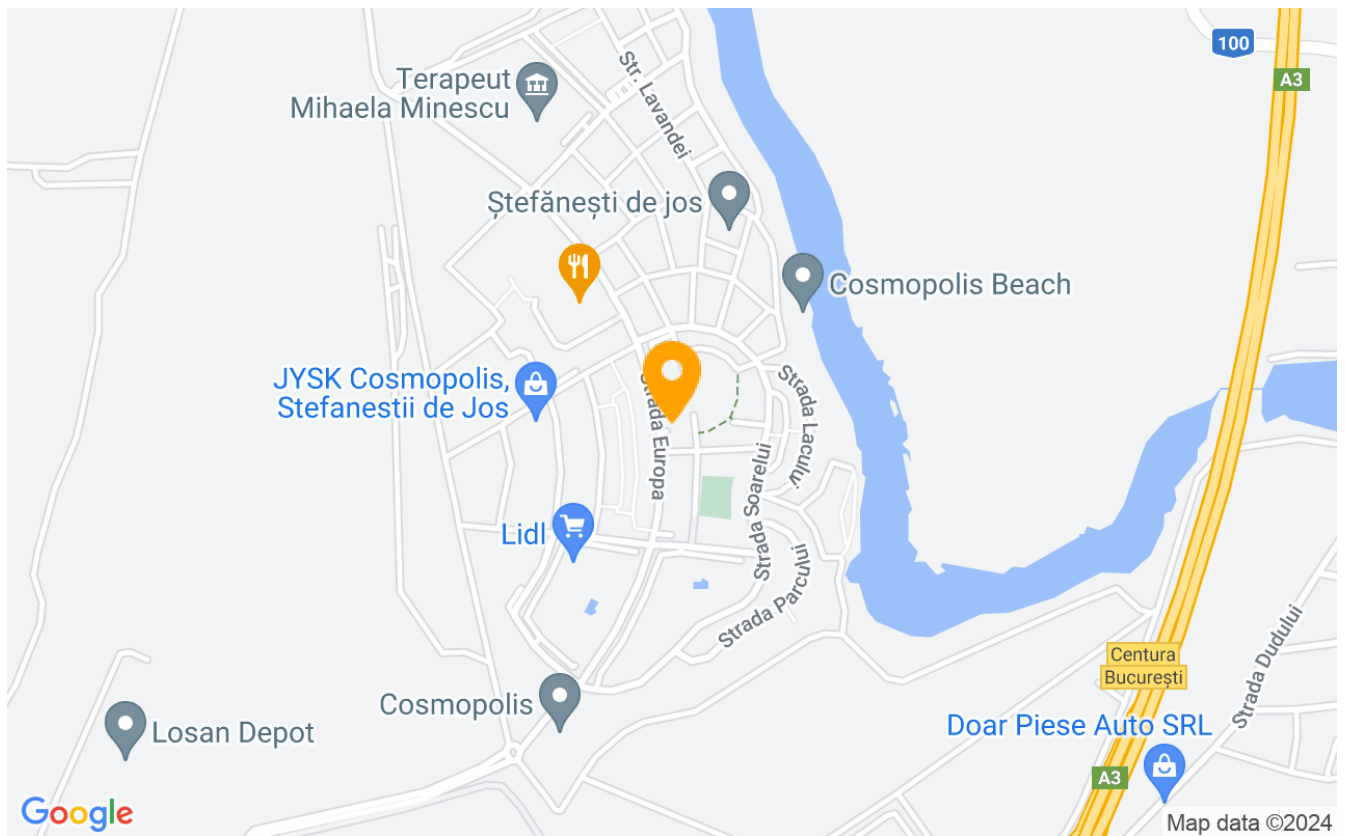 100
A3
Terapeut
Mihaela Minescu
Str. Lavandei
Ștefănești de jos
Cosmopolis Beach
JYSK Cosmopolis,
Stefanestii de Jos
Strada Europa
Strada Lacului
Strada Soarelui
Lidl
Strada Parcului
Centura
București
Strada Dudului
Cosmopolis
Losan Depot
Doar Piese Auto SRL
A3
Google
Map data ©2024